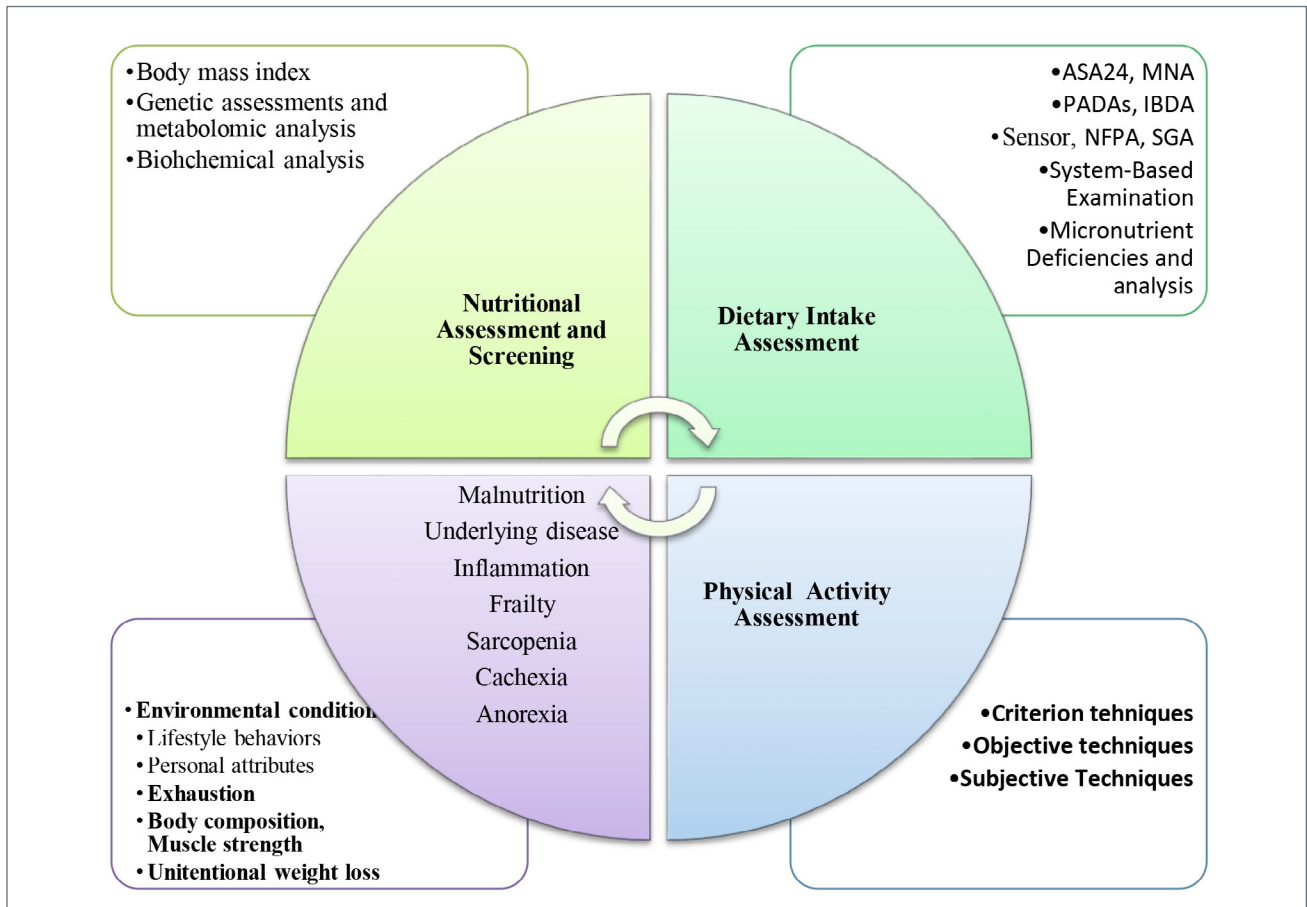 •Body mass index
•Genetic assessments and
metabolomic analysis
•Biohchemical analysis
•ASA24, MNA
•PADAs, IBDA
•Sensor, NFPA, SGA
•System-Based
Examination
•Micronutrient
Deficiencies and
analysis
Nutritional
Assessment and
Screening
Dietary Intake
Assessment
Malnutrition
Underlying disease
Inflammation
Frailty
Sarcopenia
Cachexia
Anorexia
Physical Activity
Assessment
•Environmental condition
•Lifestyle behaviors
•Personal attributes
•Exhaustion
•Body composition,
Muscle strength
•Unitentional weight loss
•Criterion tehniques
•Objective techniques
•Subjective Techniques